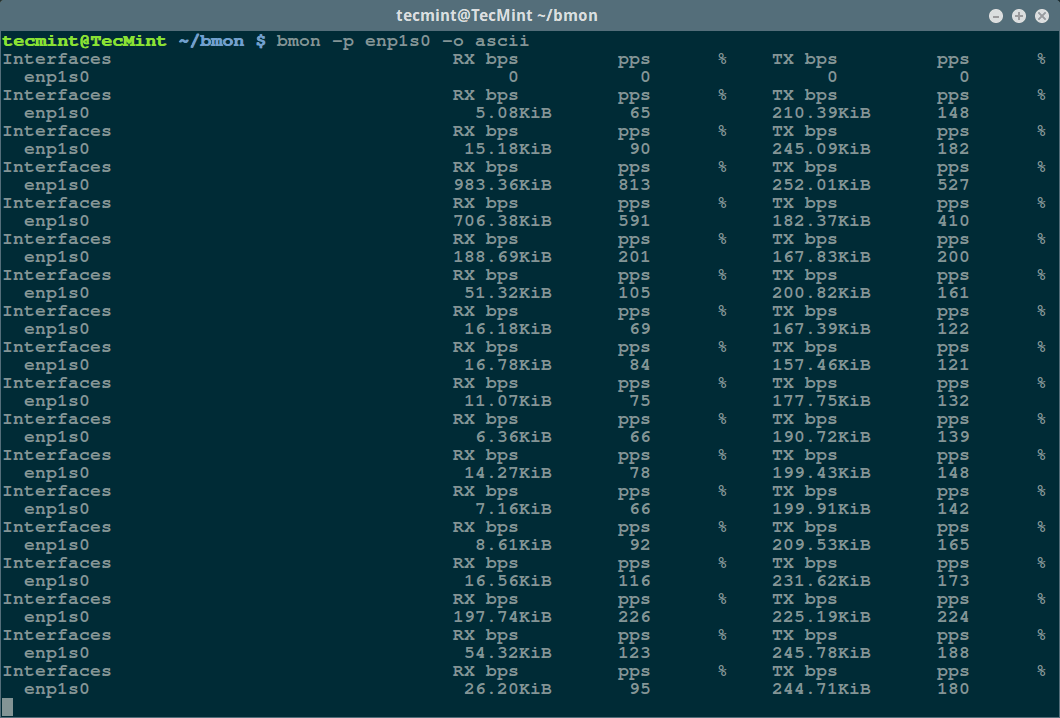 tecmint@TecMint ~/bmon
tecmint@TecMint ~/bmon $ bmon -p enp1s0 -o ascii
Interfaces RX bps pps % TX bps pps %
enp1s0 0 0 0 0
Interfaces RX bps pps % TX bps pps %
enp1s0 5.08KiB 65 210.39KiB 148
Interfaces RX bps pps % TX bps pps %
enp1s0 15.18KiB 90 245.09KiB 182
Interfaces RX bps pps % TX bps pps %
enp1s0 983.36KiB 813 252.01KiB 527
Interfaces RX bps pps % TX bps pps %
enp1s0 706.38KiB 591 182.37KiB 410
Interfaces RX bps pps % TX bps pps %
enp1s0 188.69KiB 201 167.83KiB 200
Interfaces RX bps pps % TX bps pps %
enp1s0 51.32KiB 105 200.82KiB 161
Interfaces RX bps pps % TX bps pps %
enp1s0 16.18KiB 69 167.39KiB 122
Interfaces RX bps pps % TX bps pps %
enp1s0 16.78KiB 84 157.46KiB 121
Interfaces RX bps pps % TX bps pps %
enp1s0 11.07KiB 75 177.75KiB 132
Interfaces RX bps pps % TX bps pps %
enp1s0 6.36KiB 66 190.72KiB 139
Interfaces RX bps pps % TX bps pps %
enp1s0 14.27KiB 78 199.43KiB 148
Interfaces RX bps pps % TX bps pps %
enp1s0 7.16KiB 66 199.91KiB 142
Interfaces RX bps pps % TX bps pps %
enp1s0 8.61KiB 92 209.53KiB 165
Interfaces RX bps pps % TX bps pps %
enp1s0 16.56KiB 116 231.62KiB 173
Interfaces RX bps pps % TX bps pps %
enp1s0 197.74KiB 226 225.19KiB 224
Interfaces RX bps pps % TX bps pps %
enp1s0 54.32KiB 123 245.78KiB 188
Interfaces RX bps pps % TX bps pps %
enp1s0 26.20KiB 95 244.71KiB 180